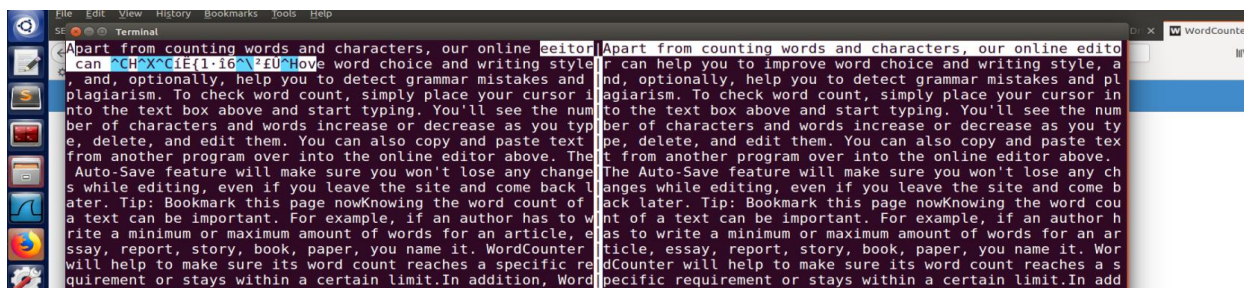 File Edit View History Bookmarks Tools Help
Terminal
WordCounte
Apart from counting words and characters, our online eeitor
can ^CH^X^CíË{1·î6^\²£Û^Hove word choice and writing style
, and, optionally, help you to detect grammar mistakes and
plagiarism. To check word count, simply place your cursor i
nto the text box above and start typing. You'll see the num
ber of characters and words increase or decrease as you typ
e, delete, and edit them. You can also copy and paste text
from another program over into the online editor above. The
Auto-Save feature will make sure you won't lose any change
s while editing, even if you leave the site and come back l
ater. Tip: Bookmark this page nowKnowing the word count of
a text can be important. For example, if an author has to w
rite a minimum or maximum amount of words for an article, e
ssay, report, story, book, paper, you name it. WordCounter
will help to make sure its word count reaches a specific re
quirement or stays within a certain limit.In addition, Word
Apart from counting words and characters, our online edito
r can help you to improve word choice and writing style, a
nd, optionally, help you to detect grammar mistakes and pl
agiarism. To check word count, simply place your cursor in
to the text box above and start typing. You'll see the num
ber of characters and words increase or decrease as you ty
pe, delete, and edit them. You can also copy and paste tex
t from another program over into the online editor above.
The Auto-Save feature will make sure you won't lose any ch
anges while editing, even if you leave the site and come b
ack later. Tip: Bookmark this page nowKnowing the word cou
nt of a text can be important. For example, if an author h
as to write a minimum or maximum amount of words for an ar
ticle, essay, report, story, book, paper, you name it. Wor
dCounter will help to make sure its word count reaches a s
pecific requirement or stays within a certain limit.In add